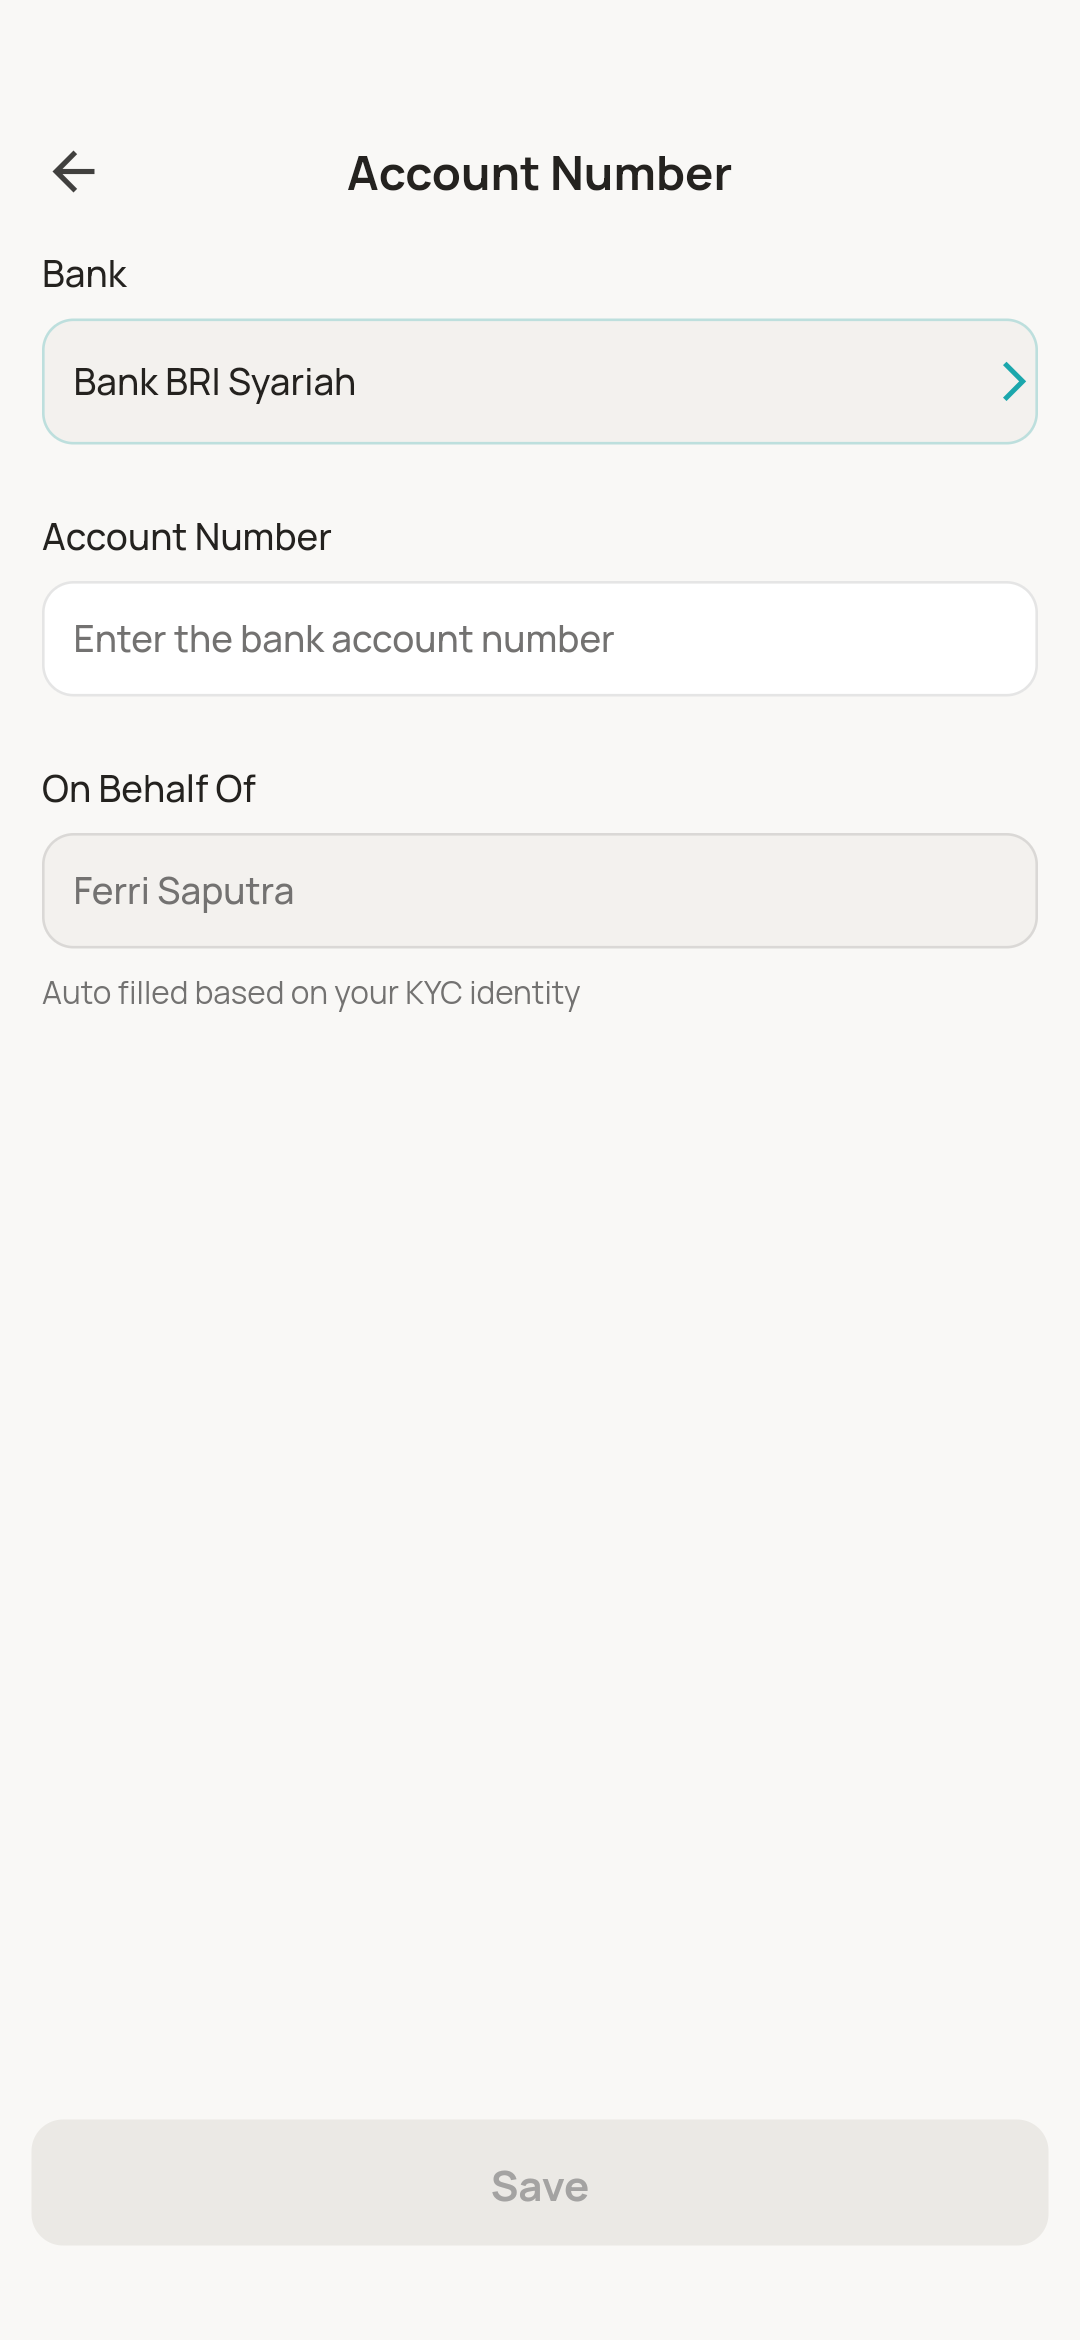 Account Number
Bank
Bank BRI Syariah
Account Number
Enter the bank account number
On Behalf Of
Ferri Saputra
Auto filled based on your KYC identity
Save